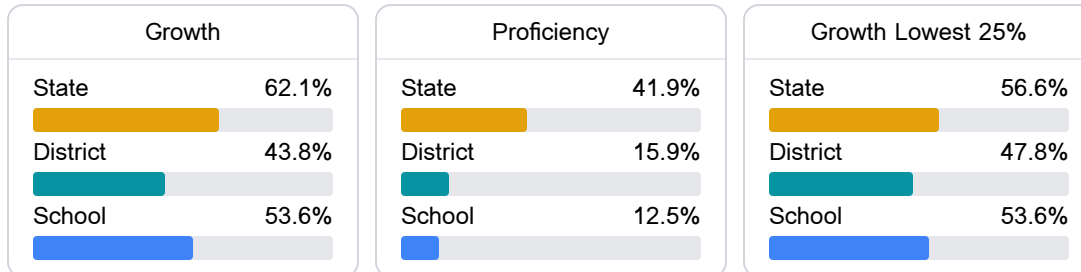 Growth
State 62.1%
District 43.8%
School 53.6%
Proficiency
State 41.9%
District 15.9%
School 12.5%
Growth Lowest 25%
State 56.6%
District 47.8%
School 53.6%